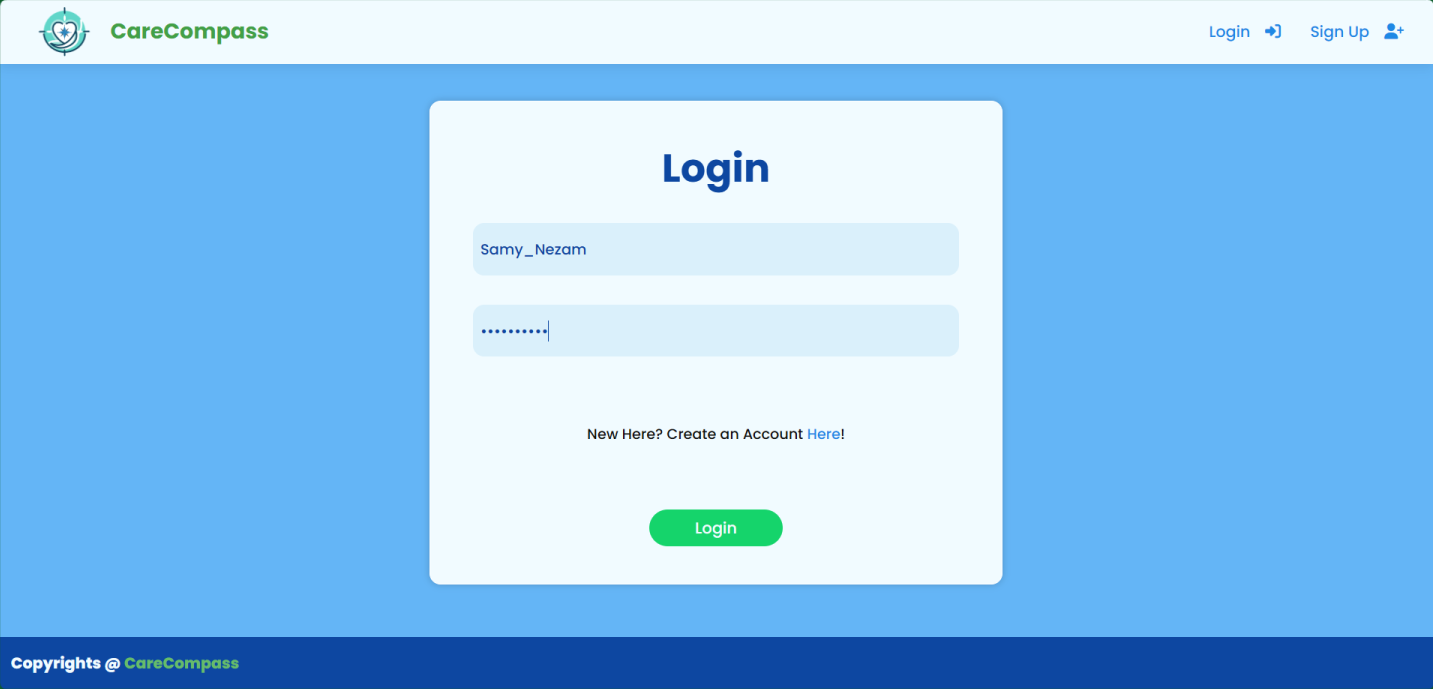 CareCompass
Login
Sign Up
Login
Samy_Nezam
••••••••••
New Here? Create an Account Here!
Login
Copyrights @ CareCompass